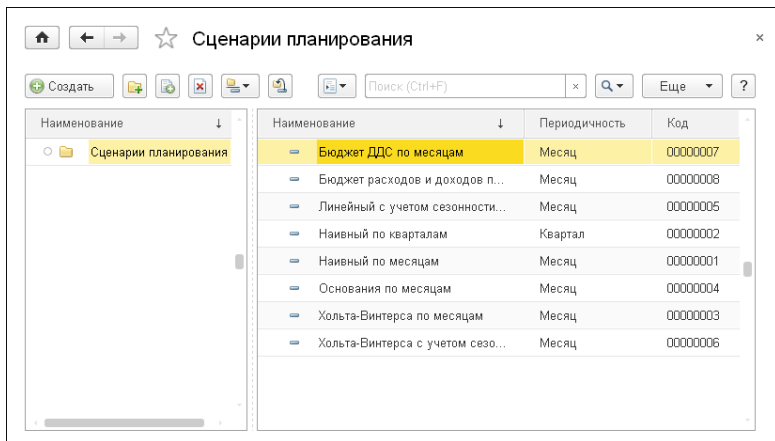 Сценарии планирования
Создать
Поиск (Ctrl+F)
Еще
?
Наименование
Сценарии планирования
Наименование Периодичность Код
Бюджет ДДС по месяцам Месяц 00000007
Бюджет расходов и доходов п... Месяц 00000008
Линейный с учетом сезонности... Месяц 00000005
Наивный по кварталам Квартал 00000002
Наивный по месяцам Месяц 00000001
Основания по месяцам Месяц 00000004
Хольта-Винтерса по месяцам Месяц 00000003
Хольта-Винтерса с учетом сезо... Месяц 00000006